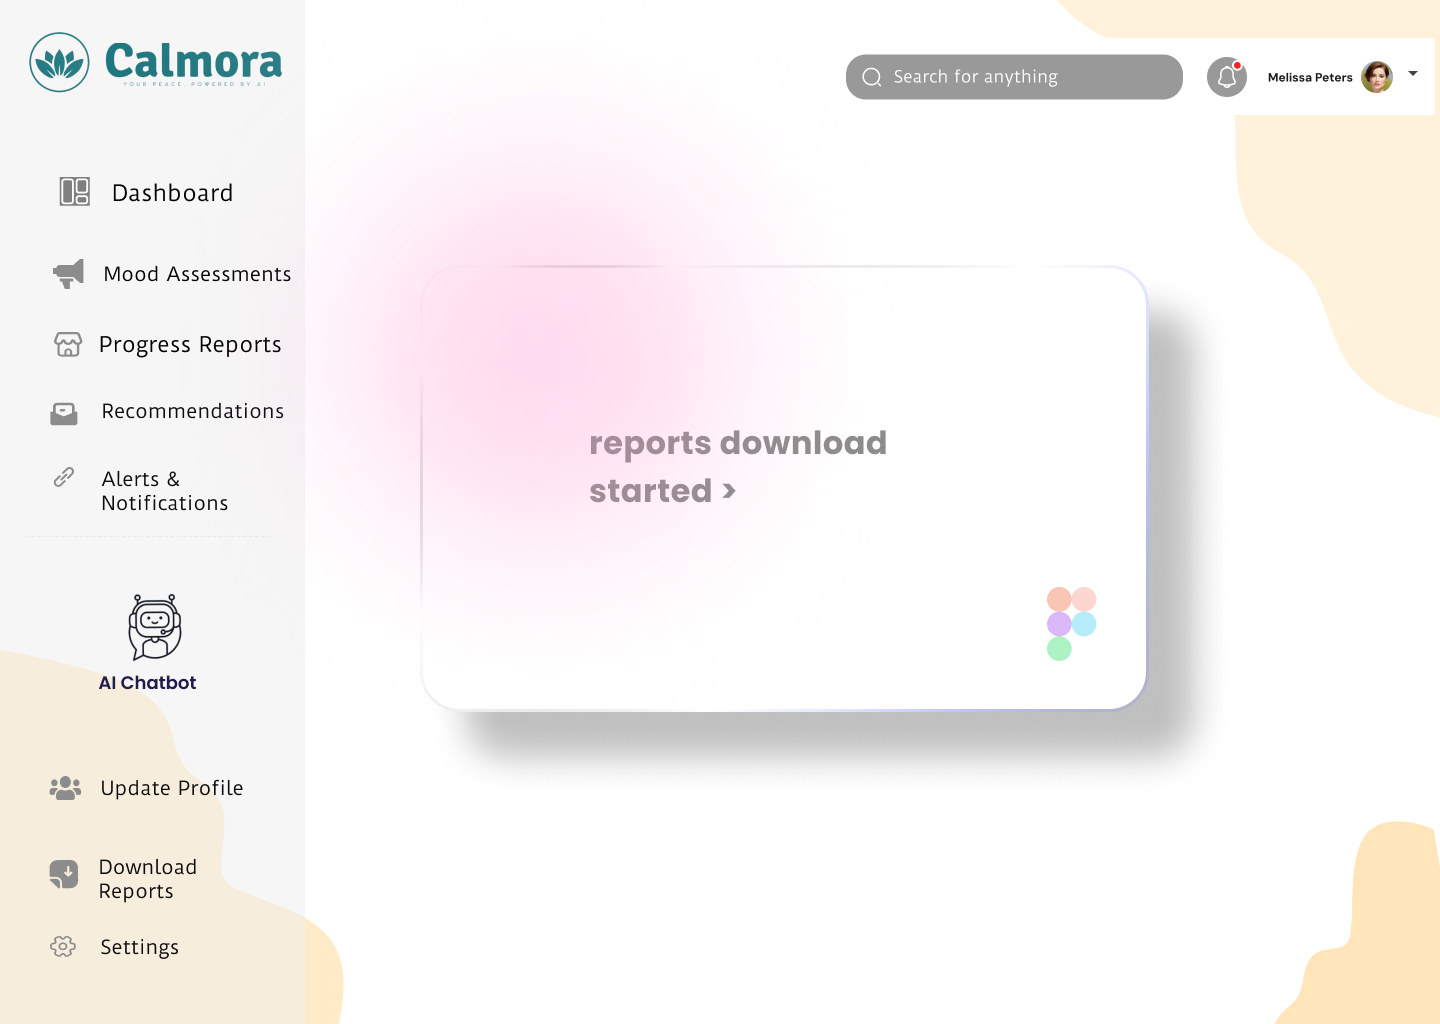 Calmora
YOUR PEACE, POWERED BY AI
Search for anything
Melissa Peters
Dashboard
Mood Assessments
Progress Reports
Recommendations
Alerts &
Notifications
AI Chatbot
Update Profile
Download
Reports
Settings
reports download
started >